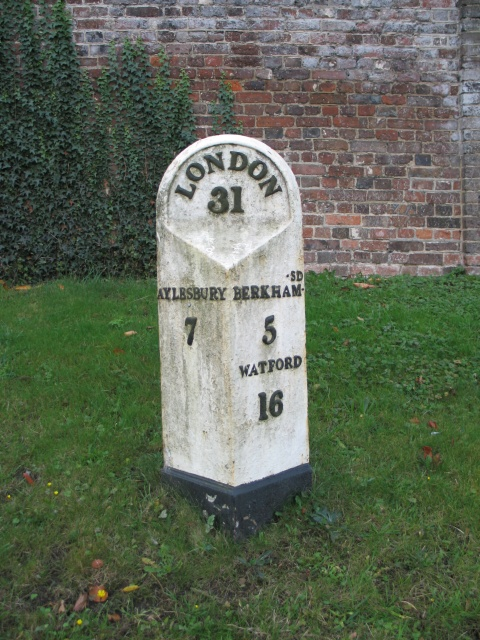 LONDON
31
AYLESBURY
7
BERKHAM-
-SD
5
WATFORD
16